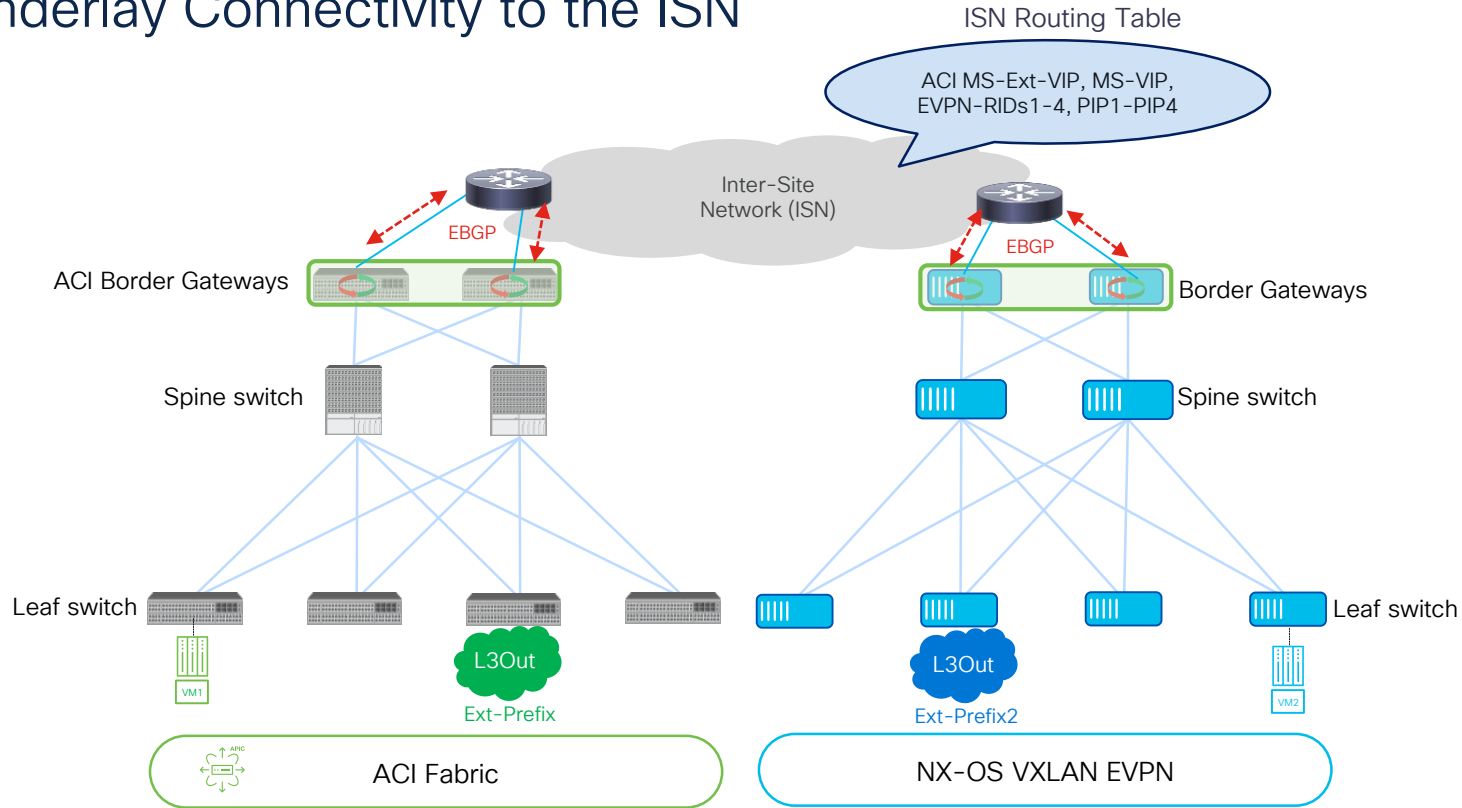 nderlay Connectivity to the ISN
ISN Routing Table
ACI MS-Ext-VIP, MS-VIP,
EVPN-RIDs1-4, PIP1-PIP4
Inter-Site
Network (ISN)
EBGP
EBGP
ACI Border Gateways
Border Gateways
Spine switch
Spine switch
Leaf switch
Leaf switch
VM1
L3Out
Ext-Prefix
L3Out
Ext-Prefix2
VM2
APIC
ACI Fabric
NX-OS VXLAN EVPN